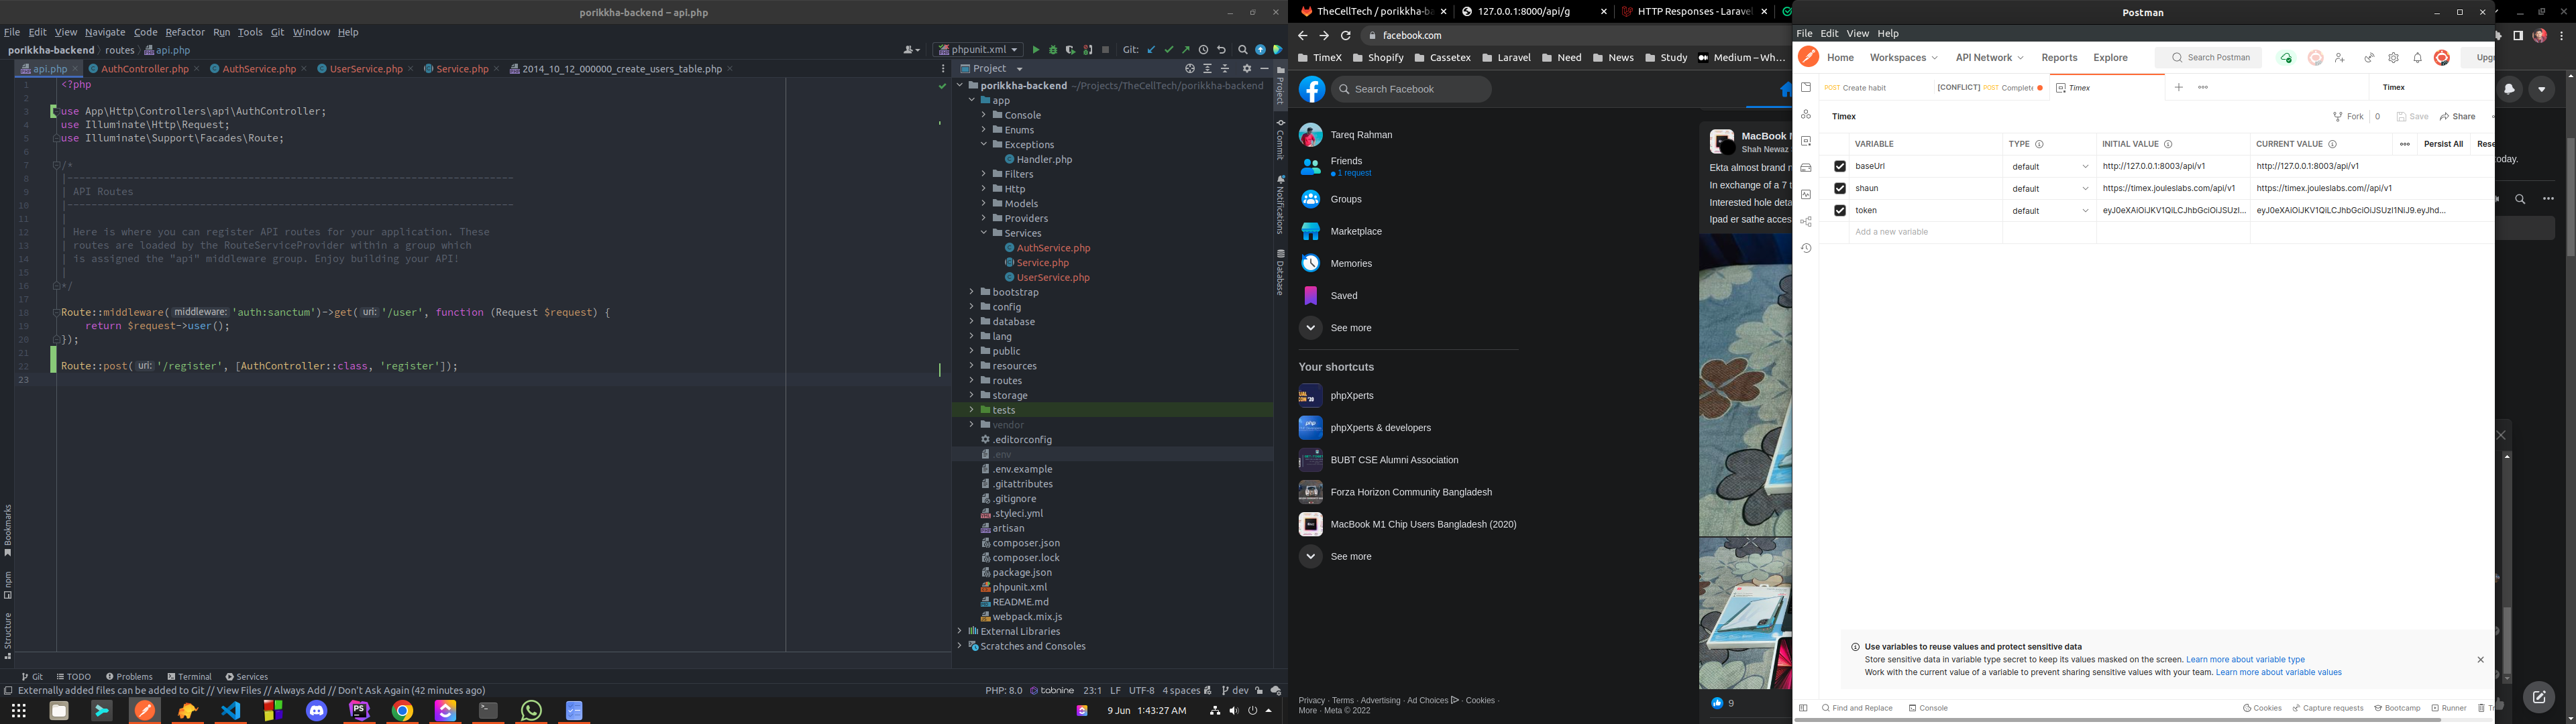 porikkha-backend – api.php
File Edit View Navigate Code Refactor Run Tools Git Window Help
porikkha-backend routes api.php
phpunit.xml Git:
api.php AuthController.php AuthService.php UserService.php Service.php 2014_10_12_000000_create_users_table.php
1 <?php
2
3 use App\Http\Controllers\api\AuthController;
4 use Illuminate\Http\Request;
5 use Illuminate\Support\Facades\Route;
6
7 /*
8 |--------------------------------------------------------------------------
9 | API Routes
10 |--------------------------------------------------------------------------
11 |
12 | Here is where you can register API routes for your application. These
13 | routes are loaded by the RouteServiceProvider within a group which
14 | is assigned the "api" middleware group. Enjoy building your API!
15 |
16 */
17
18 Route::middleware( middleware: 'auth:sanctum')->get( uri: '/user', function (Request $request) {
19 return $request->user();
20 });
21
22 Route::post( uri: '/register', [AuthController::class, 'register']);
23
Bookmarks
npm
Structure
Project
porikkha-backend ~/Projects/TheCellTech/porikkha-backend
app
Console
Enums
Exceptions
Handler.php
Filters
Http
Models
Providers
Services
AuthService.php
Service.php
UserService.php
bootstrap
config
database
lang
public
resources
routes
storage
tests
vendor
.editorconfig
.env
.env.example
.gitattributes
.gitignore
.styleci.yml
artisan
composer.json
composer.lock
package.json
phpunit.xml
README.md
webpack.mix.js
External Libraries
Scratches and Consoles
Project
Commit
Notifications
Database
Git TODO Problems Terminal Services
Externally added files can be added to Git // View Files // Always Add // Don't Ask Again (42 minutes ago)
PHP: 8.0 tabnine 23:1 LF UTF-8 4 spaces dev
9 Jun 1:43:27 AM
TheCellTech / porikkha-b 127.0.0.1:8000/api/g HTTP Responses - Laravel
facebook.com
TimeX Shopify Cassetex Laravel Need News Study Medium – Wh…
Search Facebook
Tareq Rahman
Friends
1 request
Groups
Marketplace
Memories
Saved
See more
Your shortcuts
phpXperts
phpXperts & developers
BUBT CSE Alumni Association
Forza Horizon Community Bangladesh
MacBook M1 Chip Users Bangladesh (2020)
See more
Privacy · Terms · Advertising · Ad Choices · Cookies ·
More · Meta © 2022
MacBook
Shah Newaz
Ekta almost brand
In exchange of a 7
Interested hole deta
Ipad er sathe acces
9
Postman
File Edit View Help
Home Workspaces API Network Reports Explore Search Postman
POST Create habit [CONFLICT] POST Complete Timex Timex
Timex Fork 0 Save Share
VARIABLE TYPE INITIAL VALUE CURRENT VALUE Persist All
baseUrl default http://127.0.0.1:8003/api/v1 http://127.0.0.1:8003/api/v1
shaun default https://timex.jouleslabs.com/api/v1 https://timex.jouleslabs.com//api/v1
token default eyJ0eXAiOiJKV1QiLCJhbGciOiJSUzI... eyJ0eXAiOiJKV1QiLCJhbGciOiJSUzI1NiJ9.eyJhd...
Add a new variable
Use variables to reuse values and protect sensitive data
Store sensitive data in variable type secret to keep its values masked on the screen. Learn more about variable type
Work with the current value of a variable to prevent sharing sensitive values with your team. Learn more about variable values
Find and Replace Console Cookies Capture requests Bootcamp Runner
today.